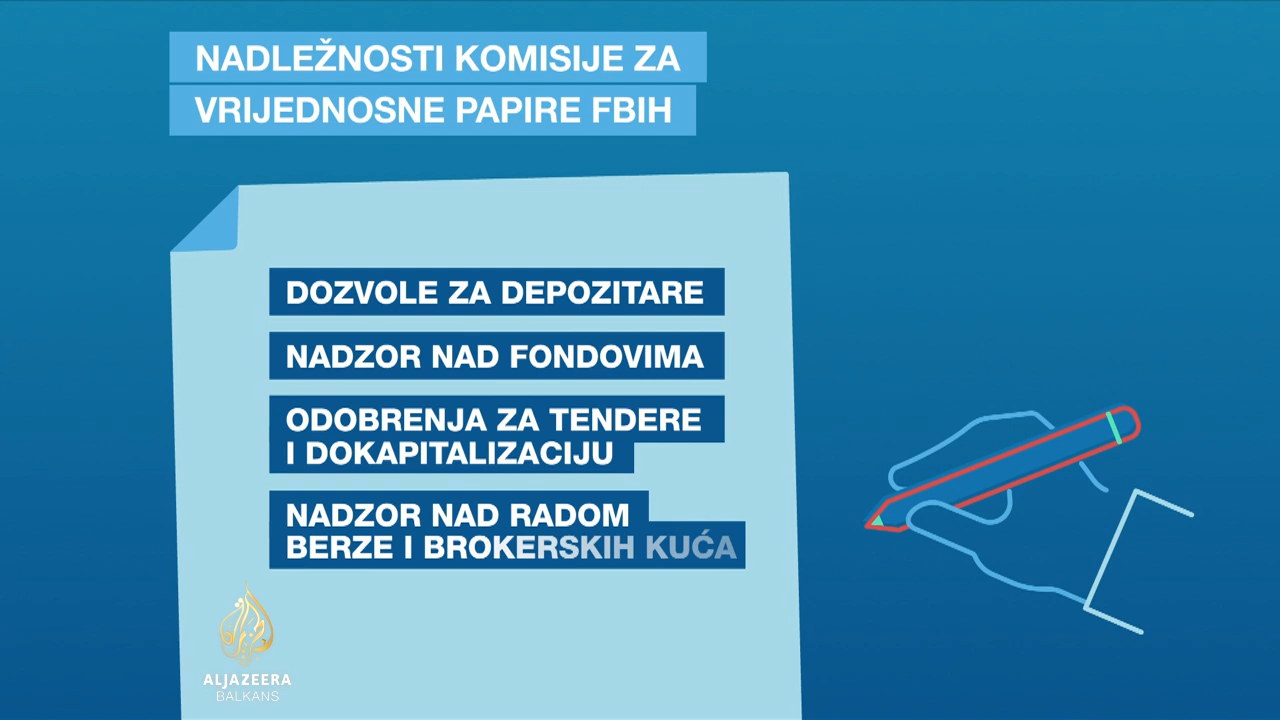 NADLEŽNOSTI KOMISIJE ZA
VRIJEDNOSNE PAPIRE FBIH
DOZVOLE ZA DEPOZITARE
NADZOR NAD FONDOVIMA
ODOBRENJA ZA TENDERE
I DOKAPITALIZACIJU
NADZOR NAD RADOM
BERZE I BROKERSKIH KUĆA
ALJAZEERA
BALKANS